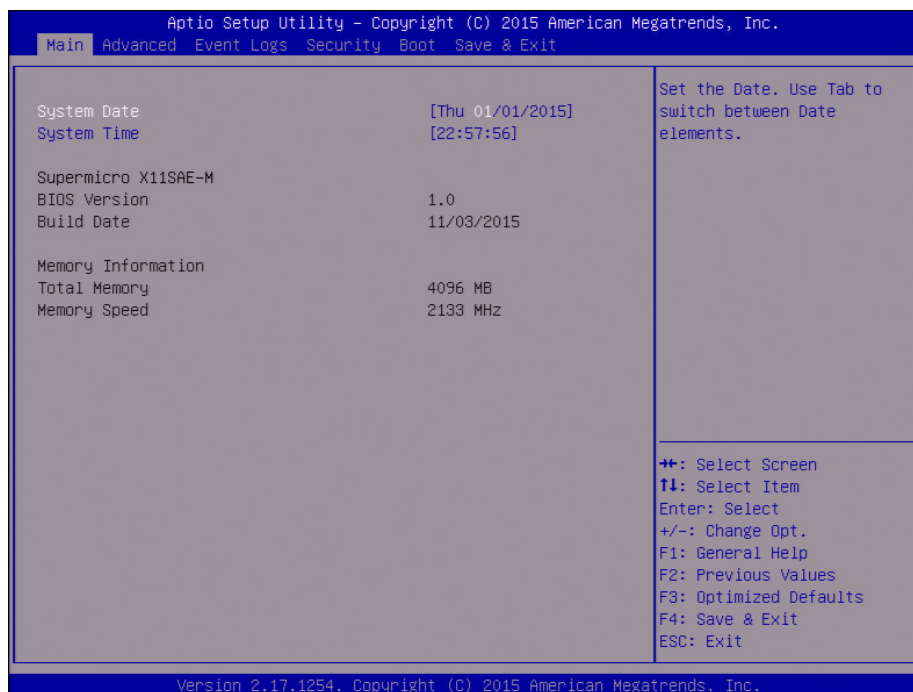 Aptio Setup Utility – Copyright (C) 2015 American Megatrends, Inc.
Main Advanced Event Logs Security Boot Save & Exit
System Date [Thu 01/01/2015]
System Time [22:57:56]
Supermicro X11SAE-M
BIOS Version 1.0
Build Date 11/03/2015
Memory Information
Total Memory 4096 MB
Memory Speed 2133 MHz
Set the Date. Use Tab to
switch between Date
elements.
→←: Select Screen
↑↓: Select Item
Enter: Select
+/-: Change Opt.
F1: General Help
F2: Previous Values
F3: Optimized Defaults
F4: Save & Exit
ESC: Exit
Version 2.17.1254. Copyright (C) 2015 American Megatrends, Inc.